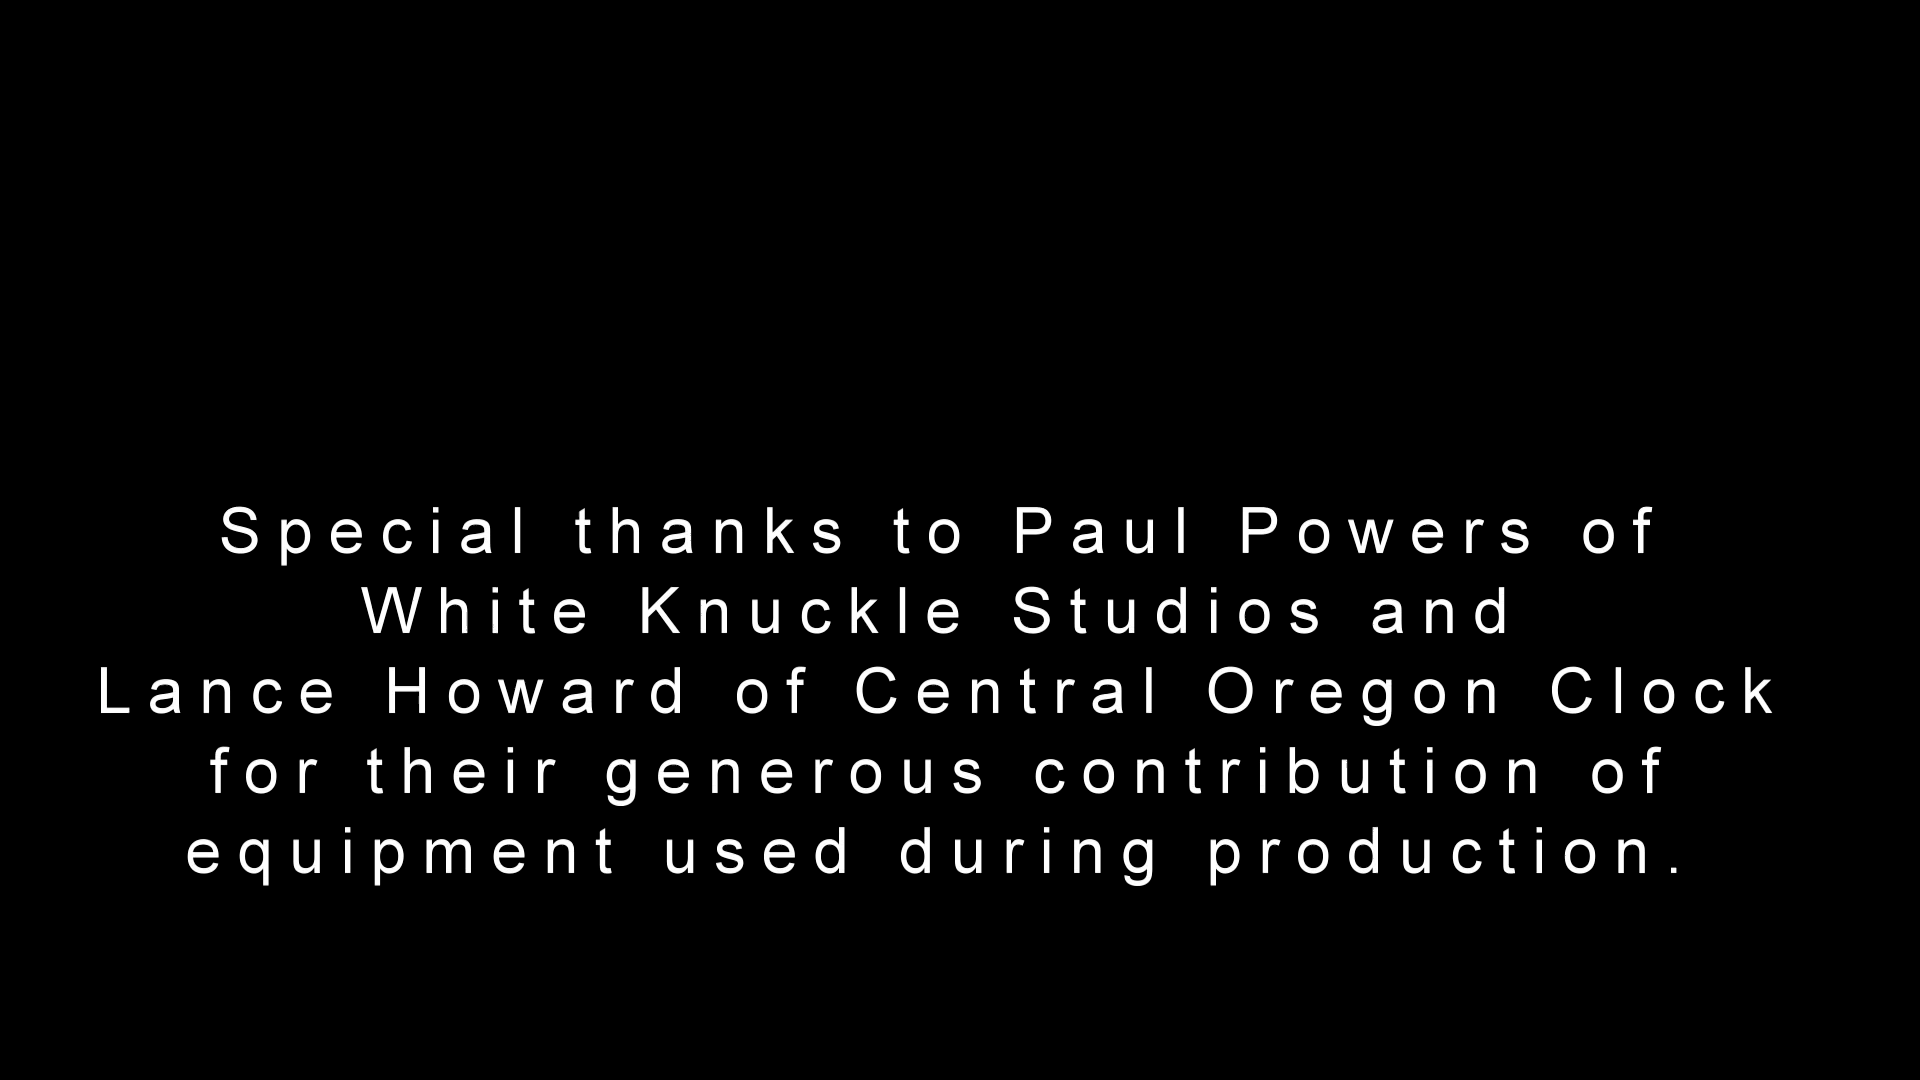 Special thanks to Paul Powers of
White Knuckle Studios and
Lance Howard of Central Oregon Clock
for their generous contribution of
equipment used during production.